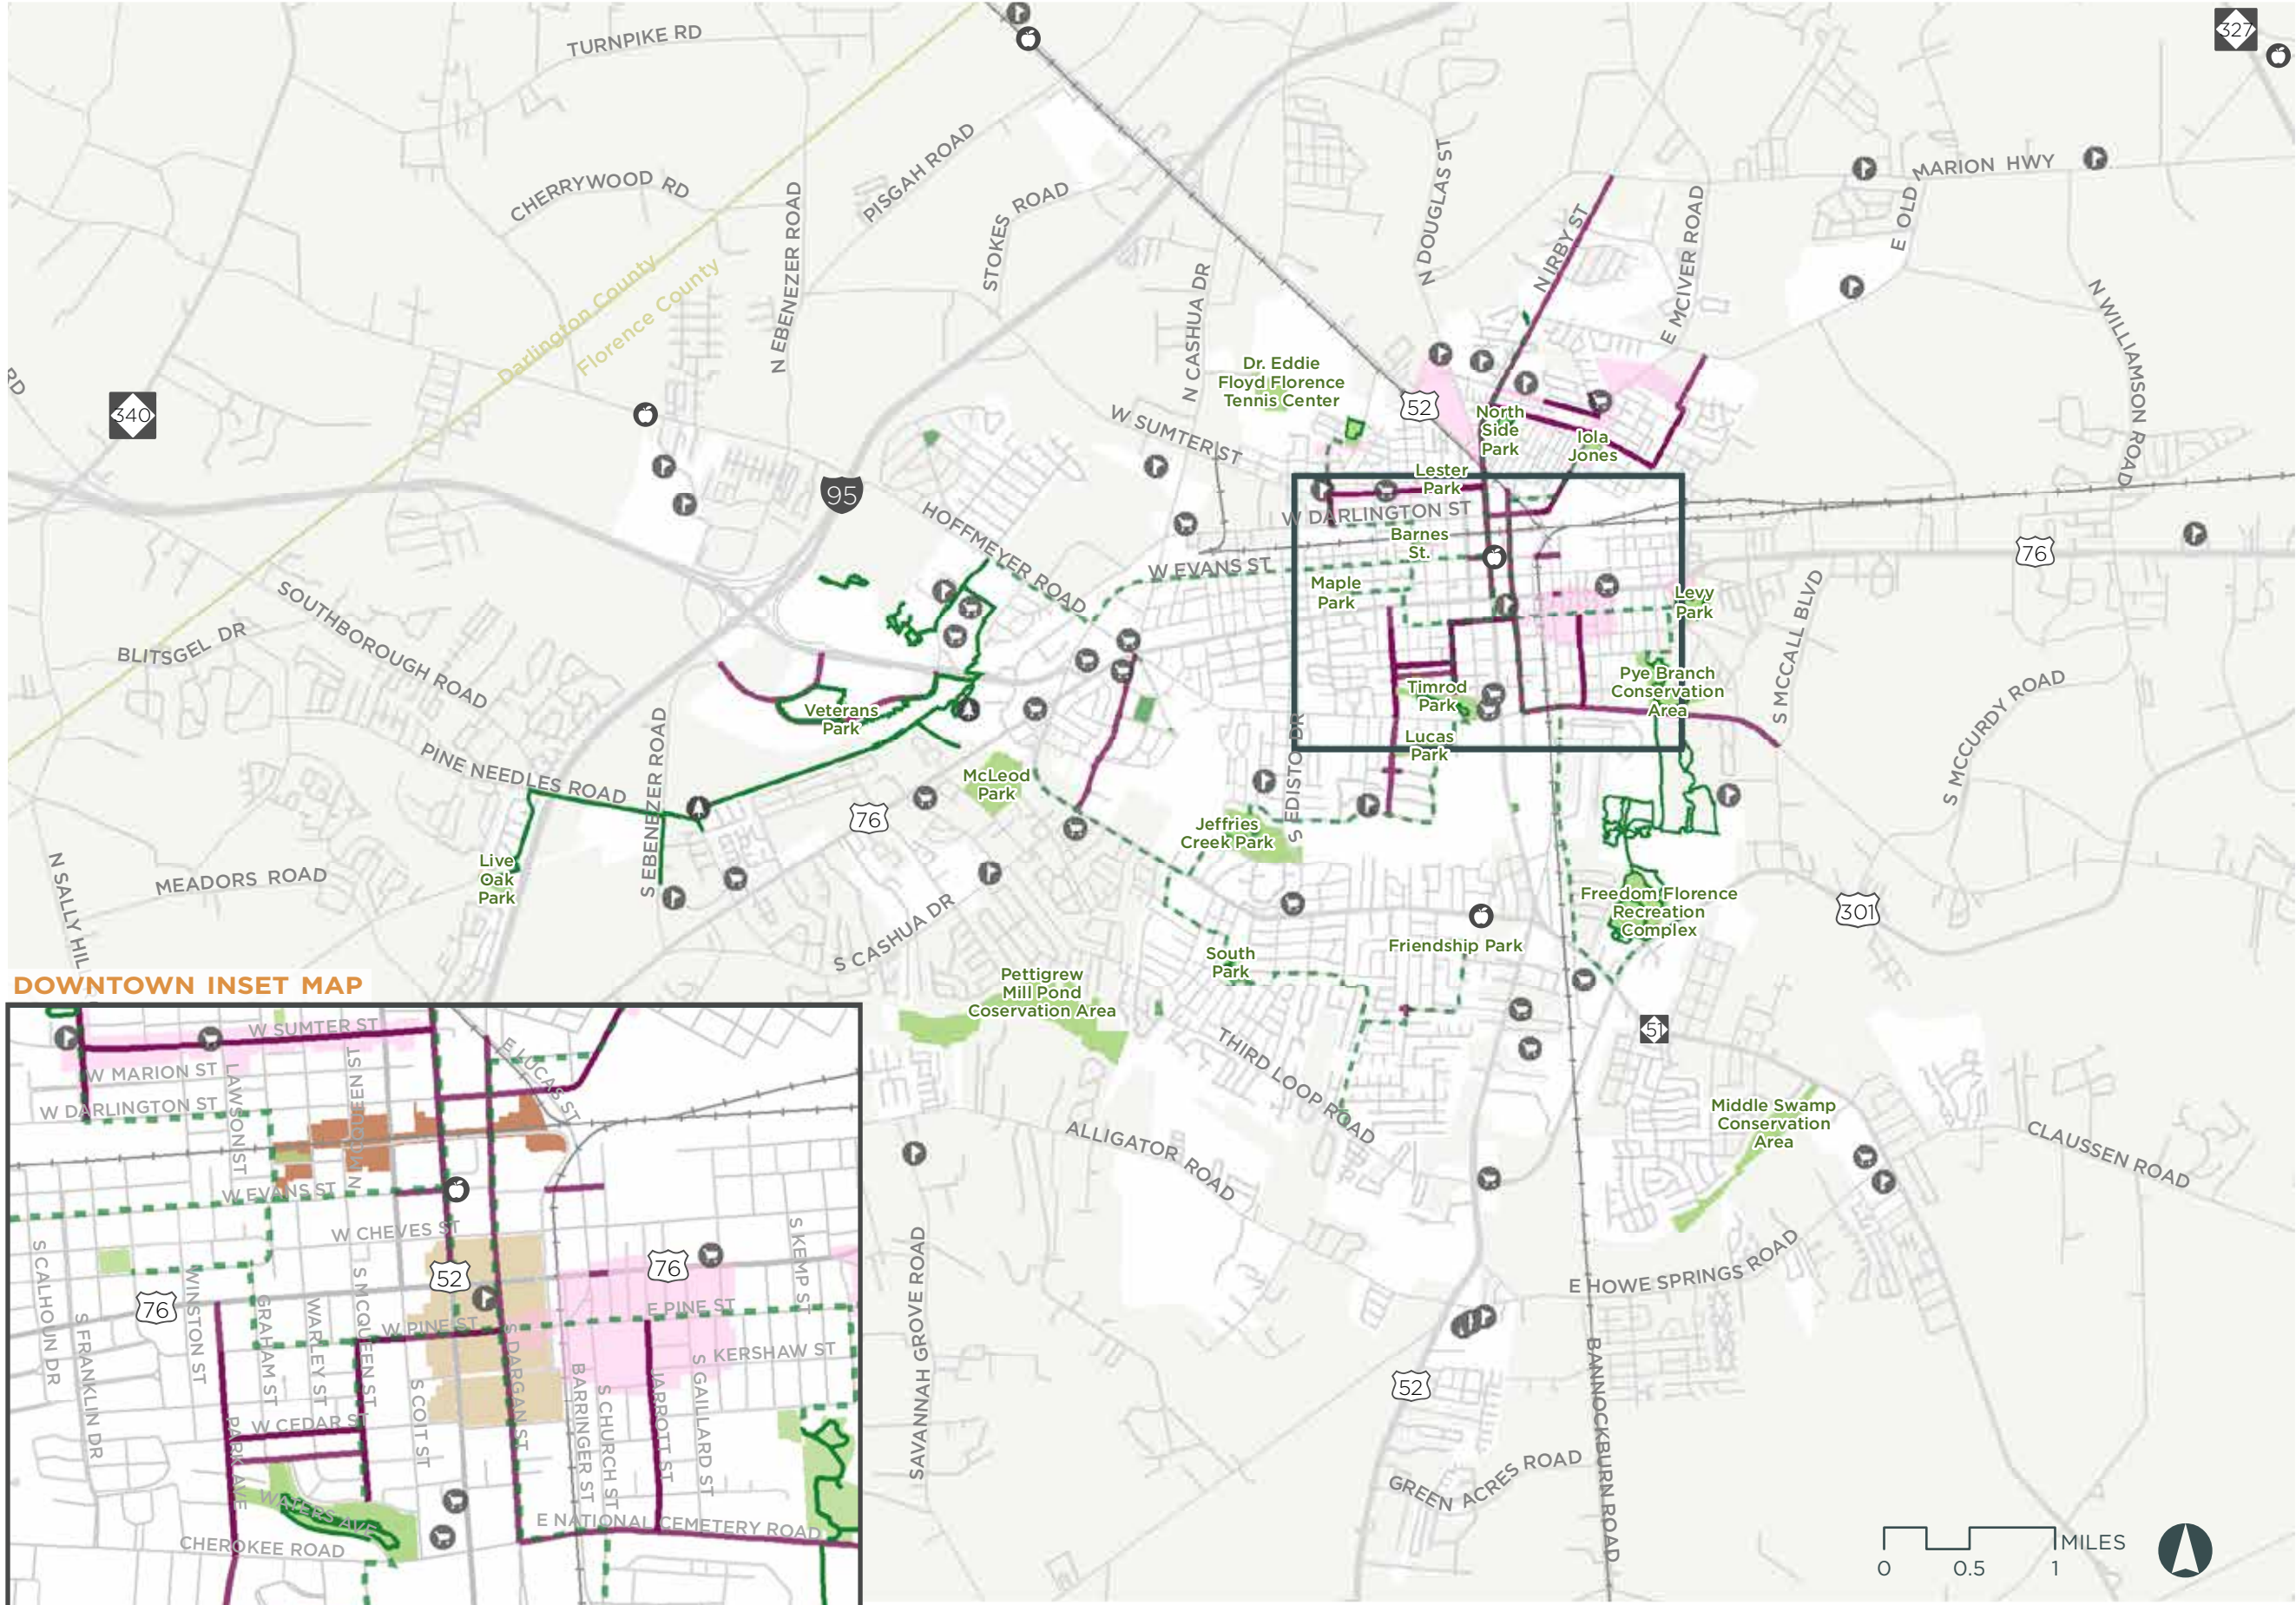 TURNPIKE RD
327
CHERRYWOOD RD
PISGAH ROAD
STOKES ROAD
N EBENEZER ROAD
N CASHUA DR
N DOUGLAS ST
N IRBY ST
E MCIVER ROAD
E OLD MARION HWY
N WILLIAMSON ROAD
Darlington County
Florence County
RD
340
Dr. Eddie
Floyd Florence
Tennis Center
52
North
Side
Park
Iola
Jones
W SUMTER ST
Lester
Park
95
HOFFMEYER ROAD
W DARLINGTON ST
Barnes
St.
W EVANS ST
76
Maple
Park
Levy
Park
SOUTHBOROUGH ROAD
BLITSGEL DR
S MCCALL BLVD
S MCCURDY ROAD
Pye Branch
Conservation
Area
Timrod
Park
Veterans
Park
Lucas
Park
PINE NEEDLES ROAD
S EBENEZER ROAD
McLeod
Park
S EDISTO DR
76
Jeffries
Creek Park
Live
Oak
Park
MEADORS ROAD
N SALLY HILL
Freedom Florence
Recreation
Complex
301
S CASHUA DR
Friendship Park
South
Park
Pettigrew
Mill Pond
Coservation Area
51
THIRD LOOP ROAD
ALLIGATOR ROAD
Middle Swamp
Conservation
Area
CLAUSSEN ROAD
SAVANNAH GROVE ROAD
E HOWE SPRINGS ROAD
52
BANNOCKBURN ROAD
GREEN ACRES ROAD
MILES
0 0.5 1
DOWNTOWN INSET MAP
W SUMTER ST
E LUCAS ST
W MARION ST
LAWSON ST
N MCQUEEN ST
W DARLINGTON ST
W EVANS ST
W CHEVES ST
S KEMP ST
S CALHOUN DR
52
76
76
WINSTON ST
S MCQUEEN ST
E PINE ST
S FRANKLIN DR
GRAHAM ST
WARLEY ST
W PINE ST
S DARGAN ST
S KERSHAW ST
BARRINGER ST
S CHURCH ST
JARROTT ST
S GAILLARD ST
S COIT ST
W CEDAR ST
PARK AVE
WATERS AVE
E NATIONAL CEMETERY ROAD
CHEROKEE ROAD